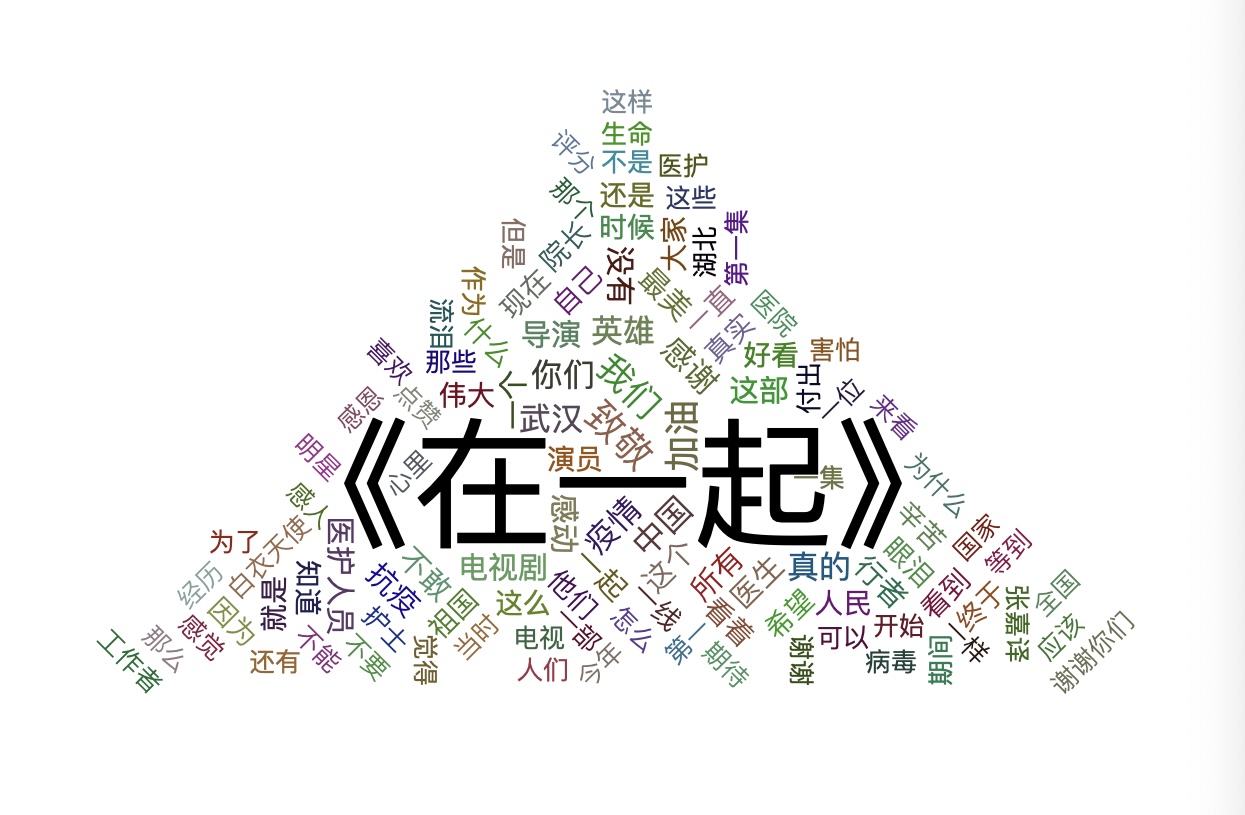 这样
生命
评分
不是
医护
那个
还是
这些
但是
院长
时候
大家
湖北
第一集
作为
现在
自己
没有
最美
一直
医院
流泪
什么
导演
英雄
真实
喜欢
那些
感谢
好看
害怕
感恩
点赞
伟大
一个
你们
我们
这部
付出
一位
来看
武汉
致敬
加油
明星
心里
《在一起》
演员
一集
为什么
感人
感动
疫情
中国
辛苦
国家
等到
为了
白衣天使
医护人员
不敢
电视剧
一起
一这个
所有
医生
真的
行者
眼泪
看到
经历
因为
就是
知道
抗疫
祖国
这么
他们
一线
看着
希望
人民
一终于
张嘉译
全国
工作者
那么
感觉
还有
不能
护士
不要
觉得
当时
电视
一部
怎么
人们
今年
第一
期待
谢谢
可以
开始
病毒
期间
一样
应该
谢谢你们